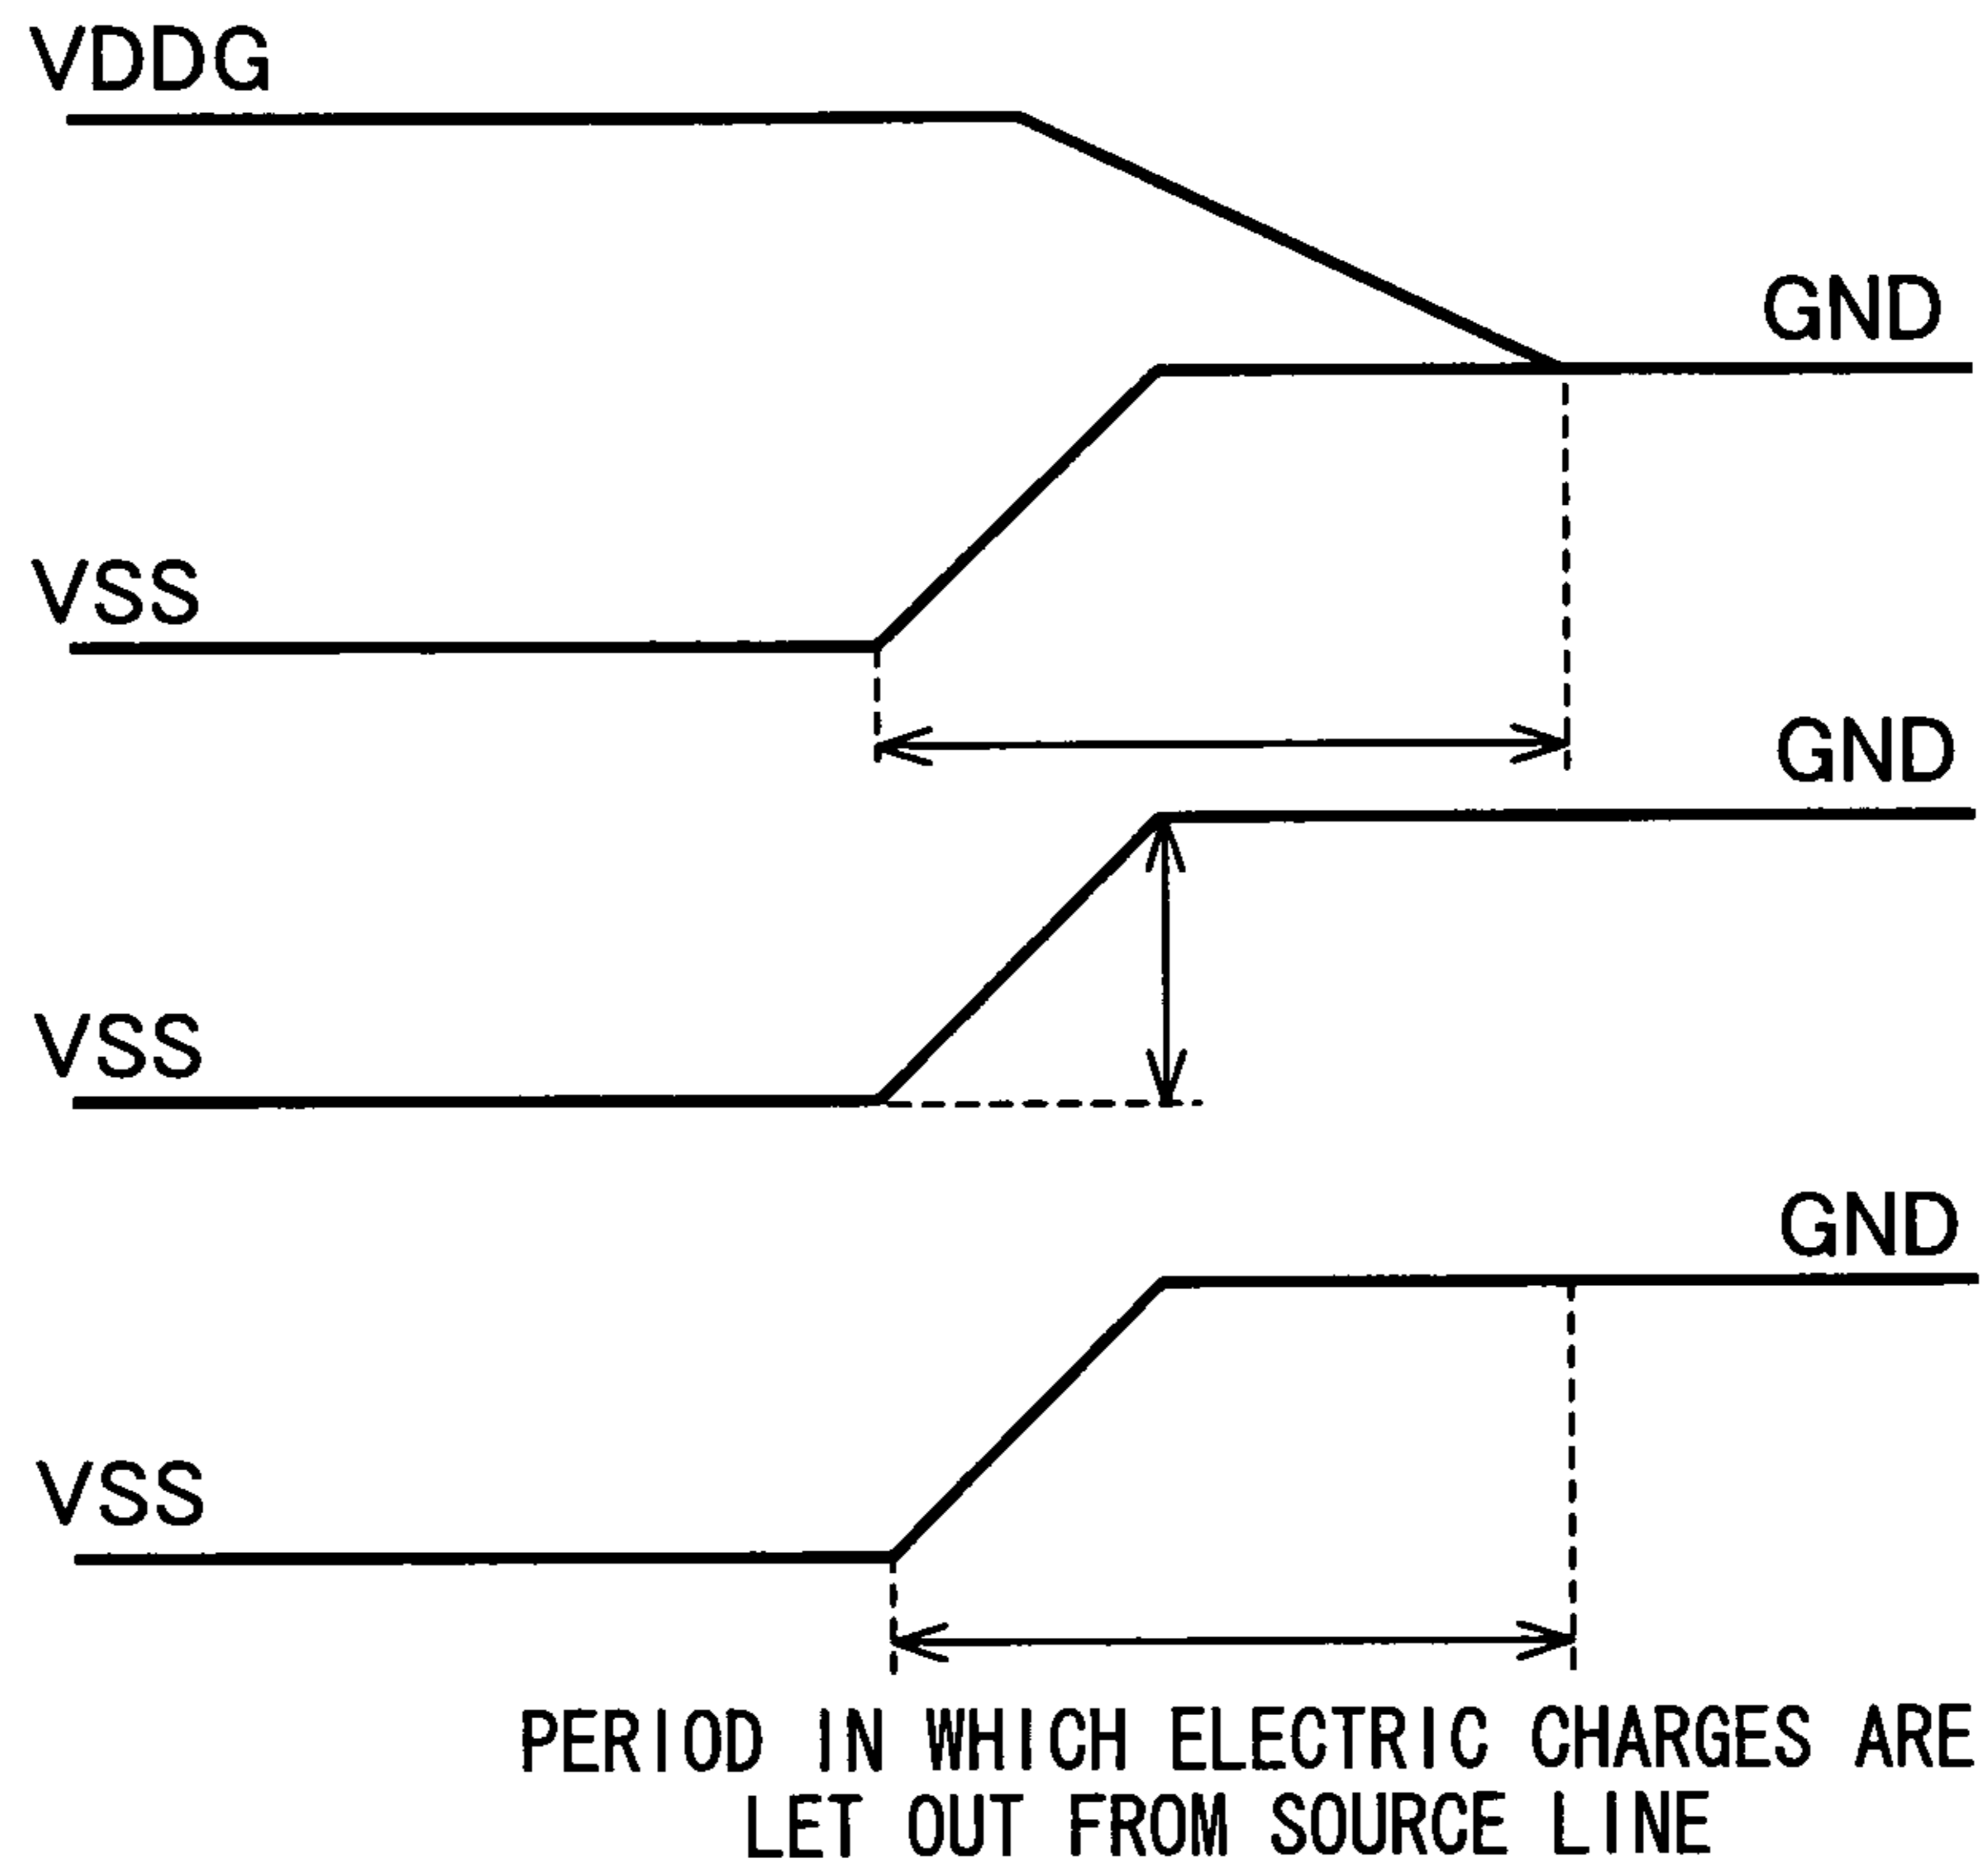 VDDG
GND
VSS
GND
VSS
GND
VSS
PERIOD IN WHICH ELECTRIC CHARGES ARE
LET OUT FROM SOURCE LINE